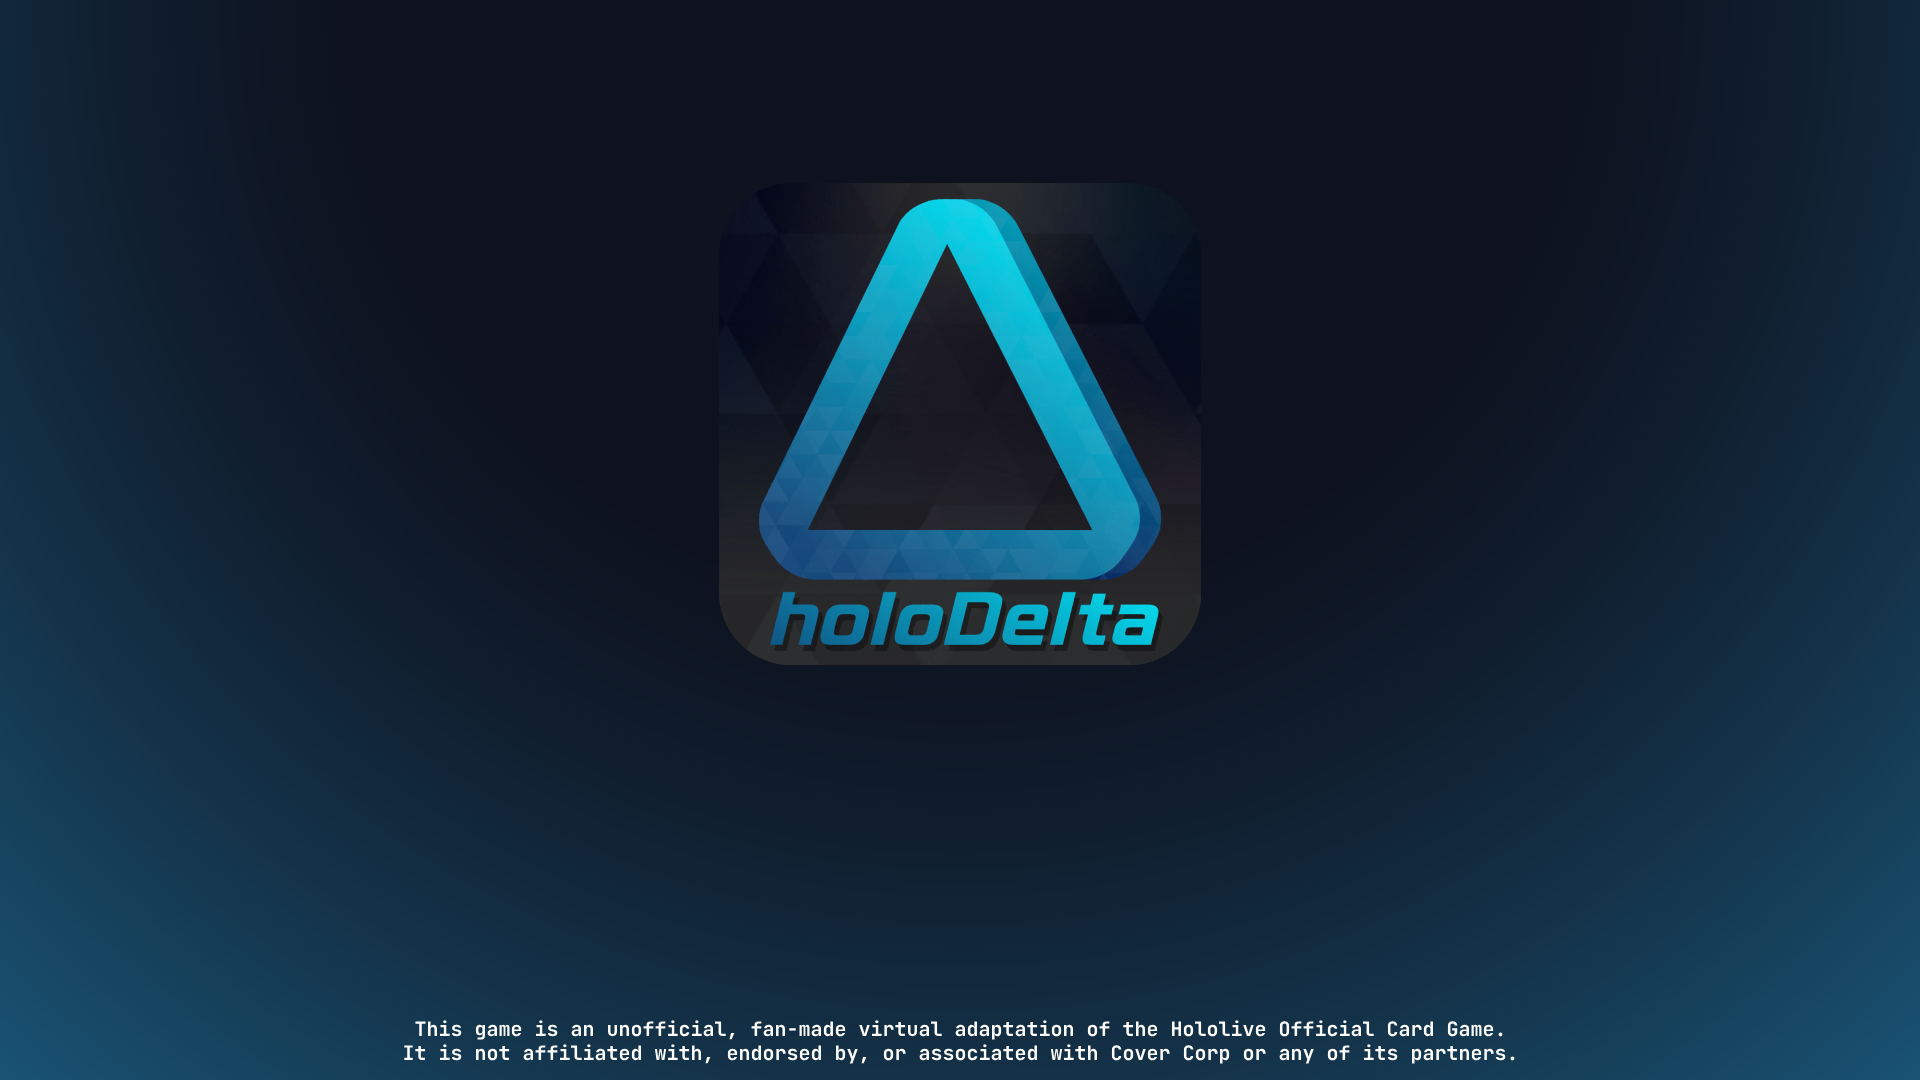 holoDelta
This game is an unofficial, fan-made virtual adaptation of the Hololive Official Card Game.
It is not affiliated with, endorsed by, or associated with Cover Corp or any of its partners.